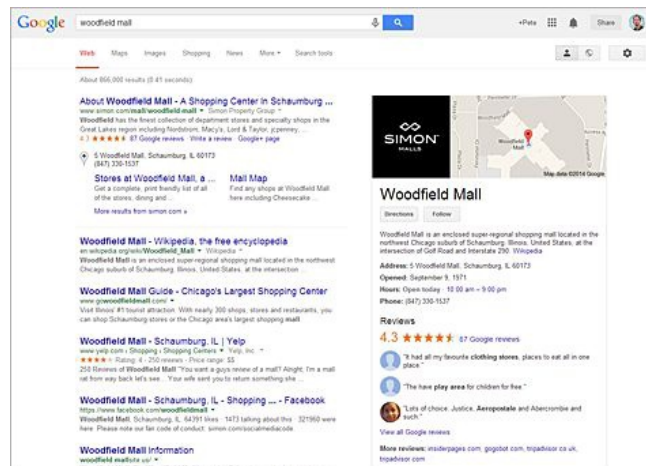 Google
woodfield mall
+Pete
Share
Web Maps Images Shopping News More Search tools
About 866,000 results (0.41 seconds)
About Woodfield Mall - A Shopping Center In Schaumburg ...
www.simon.com/mall/woodfield-mall Simon Property Group
Woodfield has the finest collection of department stores and specialty shops in the
Great Lakes region including Nordstrom, Macy's, Lord & Taylor, jcpenney, ...
4.3 87 Google reviews · Write a review · Google+ page
5 Woodfield Mall, Schaumburg, IL 60173
(847) 330-1537
Stores at Woodfield Mall, a ...
Get a complete, print friendly list of all
of the stores, dining and ...
Mall Map
Find any shops at Woodfield Mall
here including Cheesecake ...
More results from simon.com »
Woodfield Mall - Wikipedia, the free encyclopedia
en.wikipedia.org/wiki/Woodfield_Mall Wikipedia
Woodfield Mall is an enclosed super-regional shopping mall located in the northwest
Chicago suburb of Schaumburg, Illinois, United States, at the intersection ...
Woodfield Mall Guide - Chicago's Largest Shopping Center
www.gowoodfieldmall.com/
Visit Illinois' #1 tourist attraction. With nearly 300 shops, stores and restaurants, you
can shop Schaumburg stores or the Chicago area's largest shopping mall.
Woodfield Mall - Schaumburg, IL | Yelp
www.yelp.com › Shopping › Shopping Centers Yelp, Inc.
Rating: 4 - 250 reviews - Price range: $$
250 Reviews of Woodfield Mall "You want a guys review of a mall? Alright, I'm a mall
rat from way back let's see... Your wife sent you to return something she ...
Woodfield Mall - Schaumburg, IL - Shopping ... - Facebook
https://www.facebook.com/woodfieldmall
Woodfield Mall, Schaumburg, IL. 64391 likes · 1473 talking about this · 321960 were
here. Please note our fair code of conduct: simon.com/socialmediacode.
Woodfield Mall Information
SIMON
MALLS
Woodfield
Mall
Map data ©2014 Google
Woodfield Mall
Directions Follow
Woodfield Mall is an enclosed super-regional shopping mall located in the
northwest Chicago suburb of Schaumburg, Illinois, United States, at the
intersection of Golf Road and Interstate 290. Wikipedia
Address: 5 Woodfield Mall, Schaumburg, IL 60173
Opened: September 9, 1971
Hours: Open today · 10:00 am – 9:00 pm
Phone: (847) 330-1537
Reviews
4.3 87 Google reviews
"It had all my favourite clothing stores, places to eat all in one
place."
"The have play area for children for free."
"Lots of choice. Justice, Aeropostale and Abercrombie and
such."
View all Google reviews
More reviews: insiderpages.com, gogobot.com, tripadvisor.co.uk,
tripadvisor.com